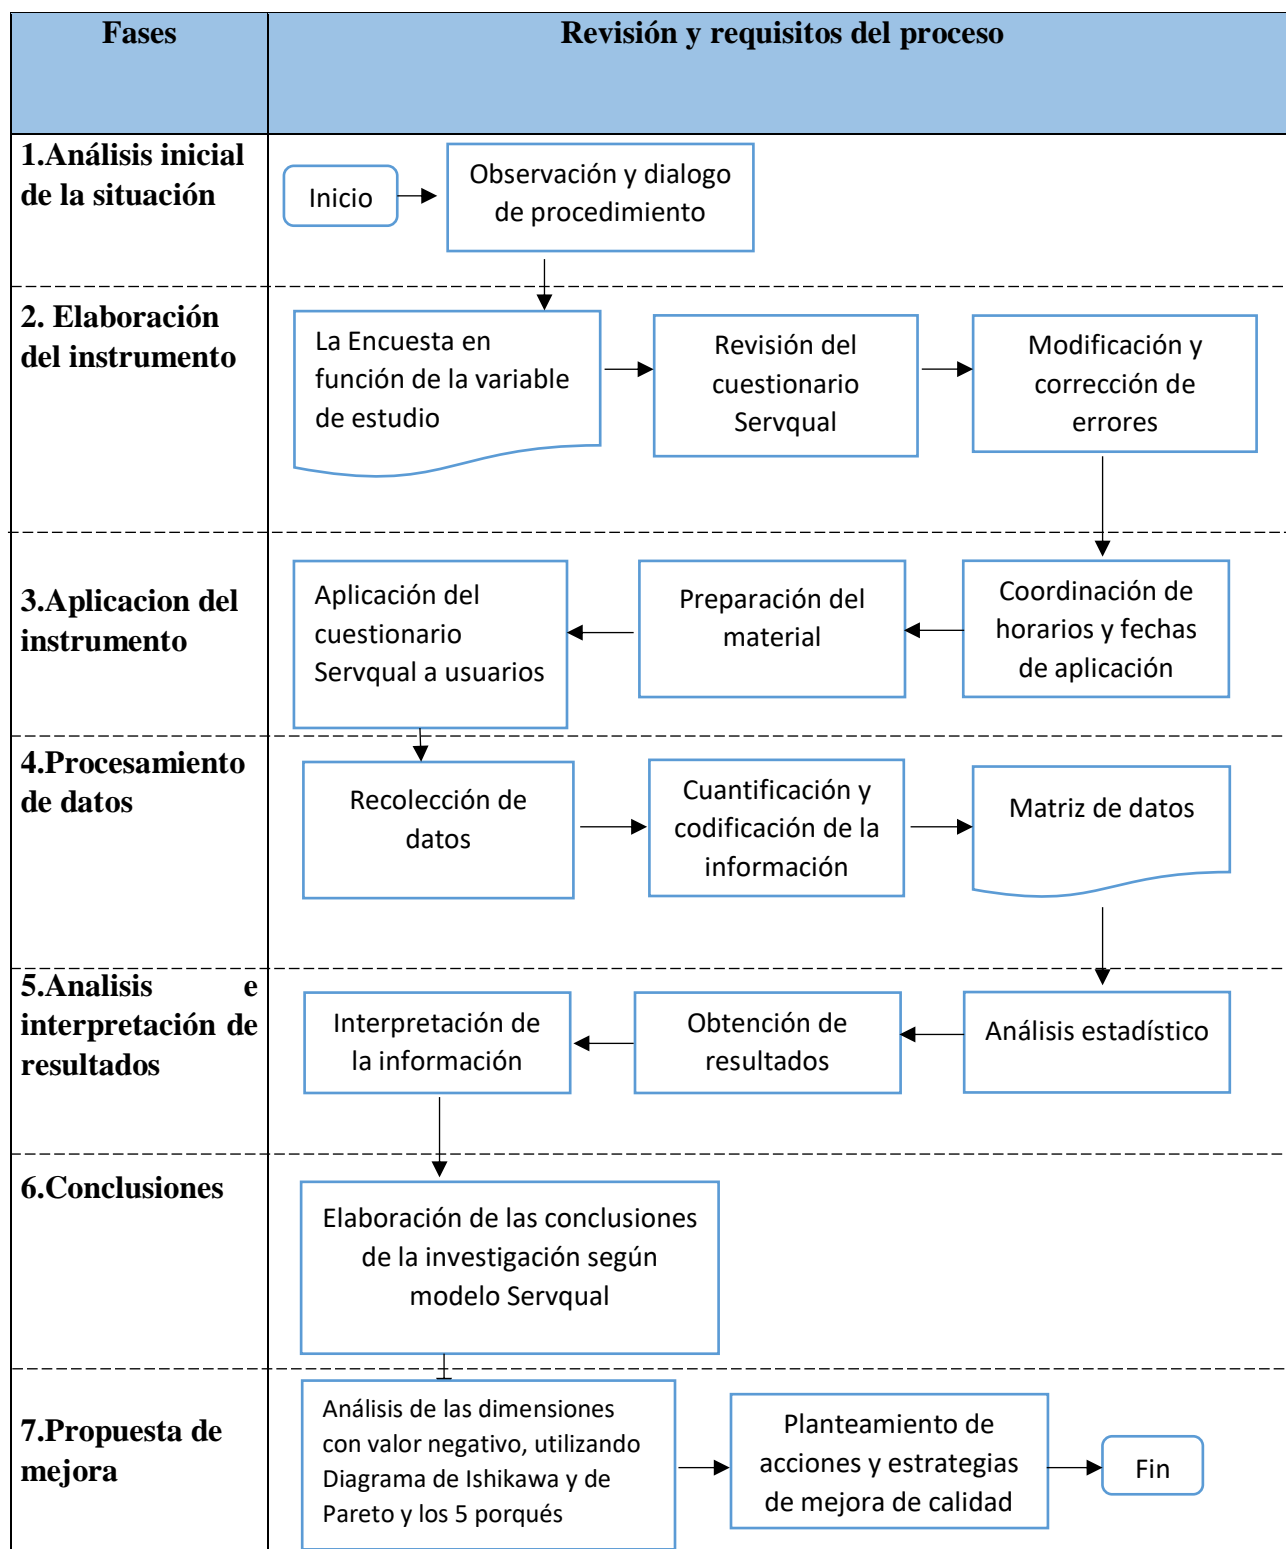 Fases
Revisión y requisitos del proceso
1.Análisis inicial
de la situación
Inicio
Observación y dialogo
de procedimiento
2. Elaboración
del instrumento
La Encuesta en
función de la variable
de estudio
Revisión del
cuestionario
Servqual
Modificación y
corrección de
errores
3.Aplicacion del
instrumento
Aplicación del
cuestionario
Servqual a usuarios
Preparación del
material
Coordinación de
horarios y fechas
de aplicación
4.Procesamiento
de datos
Recolección de
datos
Cuantificación y
codificación de la
información
Matriz de datos
5.Analisis e
interpretación de
resultados
Interpretación de
la información
Obtención de
resultados
Análisis estadístico
6.Conclusiones
Elaboración de las conclusiones
de la investigación según
modelo Servqual
7.Propuesta de
mejora
Análisis de las dimensiones
con valor negativo, utilizando
Diagrama de Ishikawa y de
Pareto y los 5 porqués
Planteamiento de
acciones y estrategias
de mejora de calidad
Fin